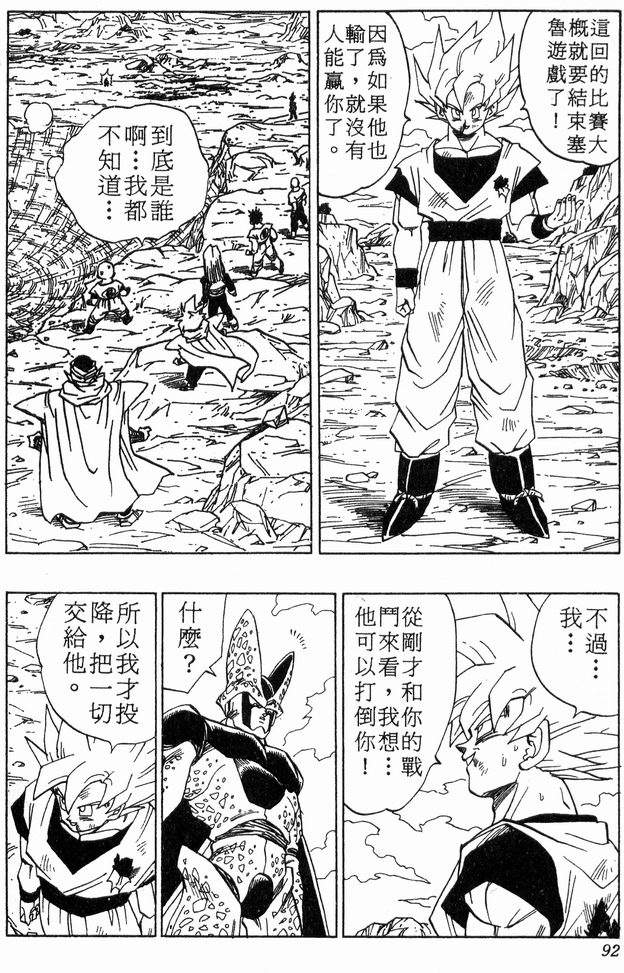 這回的比賽大
概就要結束塞
魯遊戲了！
因爲如果他也
輸了，就沒有
人能贏你了。
到底是誰
啊…我都
不知道…
不過…
我…
從剛才和你的戰
鬥來看，我想…
他可以打倒你！
什麼？
所以我才投
降，把一切
交給他。
92